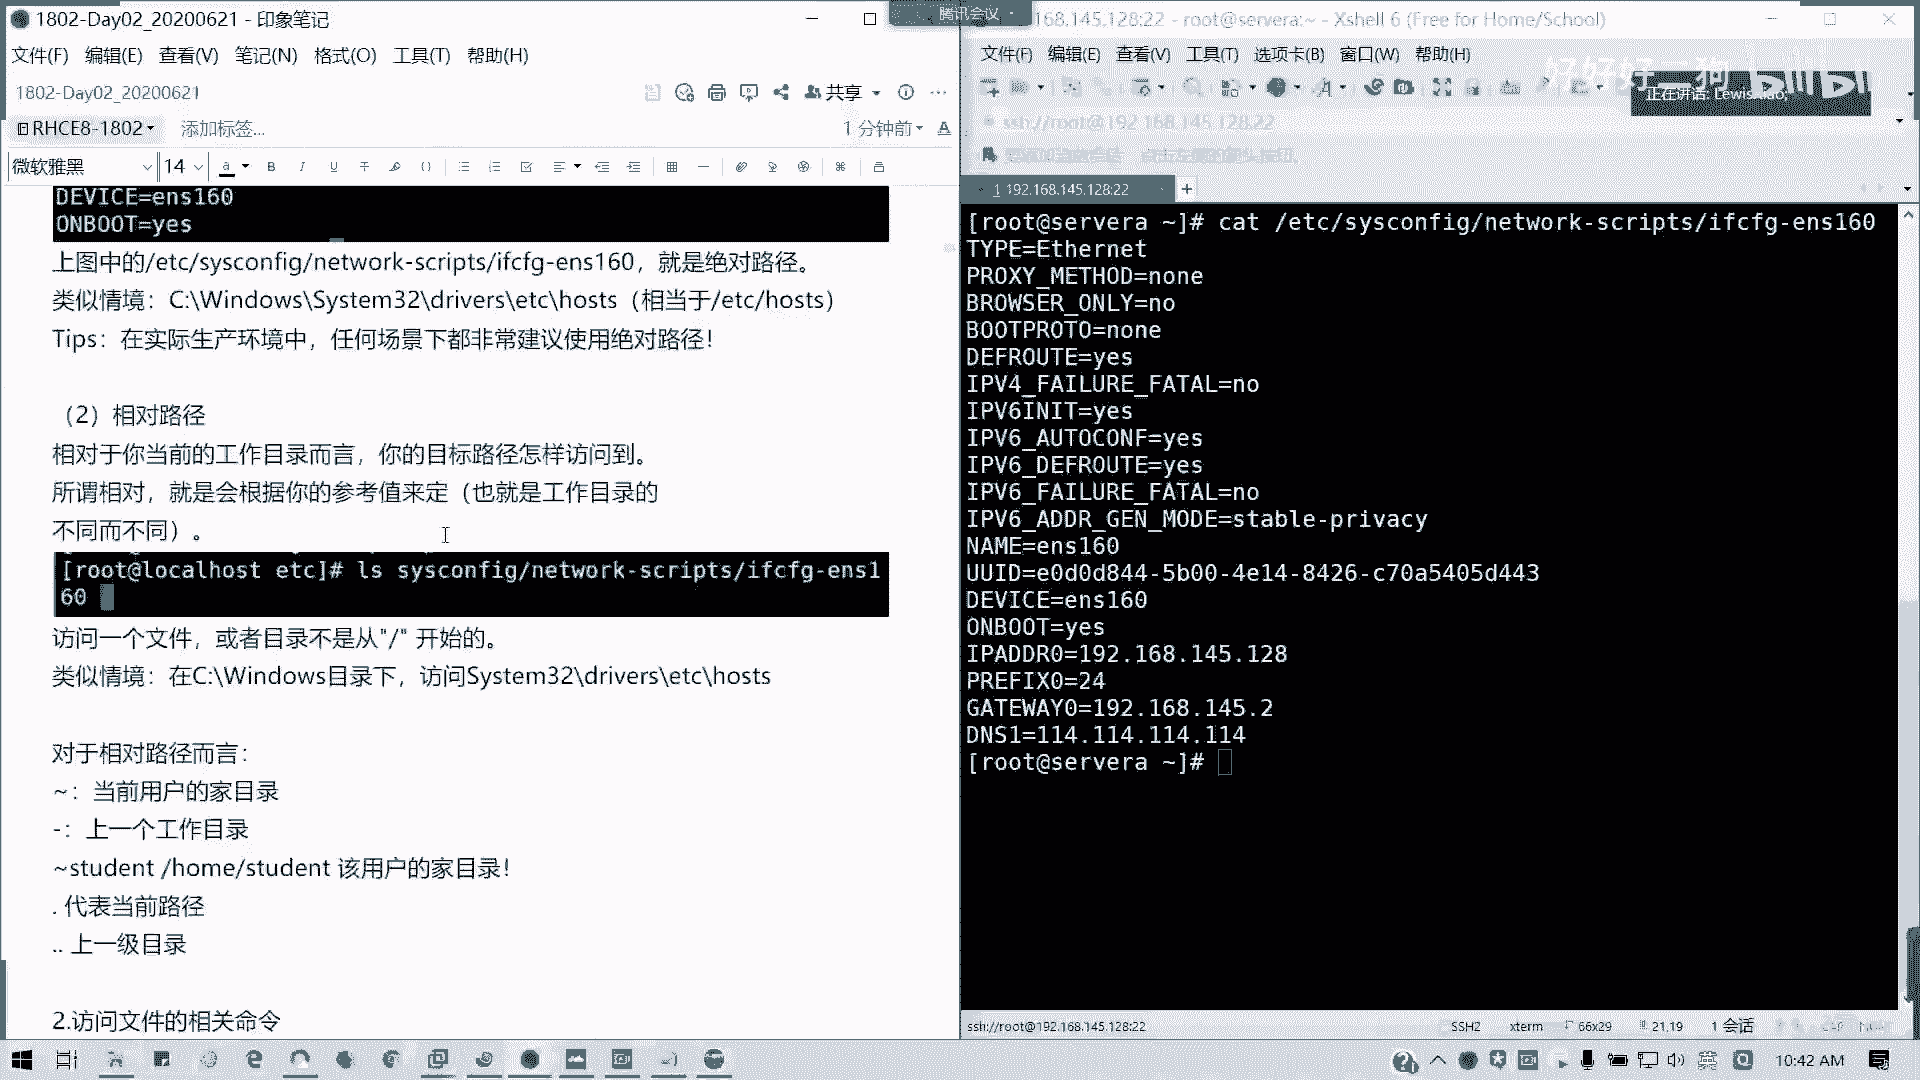 1802-Day02_20200621 - 印象笔记
文件(F) 编辑(E) 查看(V) 笔记(N) 格式(O) 工具(T) 帮助(H)
1802-Day02_20200621
共享
RHCE8-1802 添加标签...
1 分钟前
微软雅黑 14
DEVICE=ens160
ONBOOT=yes
上图中的/etc/sysconfig/network-scripts/ifcfg-ens160，就是绝对路径。
类似情境：C:\Windows\System32\drivers\etc\hosts（相当于/etc/hosts）
Tips：在实际生产环境中，任何场景下都非常建议使用绝对路径！
（2）相对路径
相对于你当前的工作目录而言，你的目标路径怎样访问到。
所谓相对，就是会根据你的参考值来定（也就是工作目录的
不同而不同）。
[root@localhost etc]# ls sysconfig/network-scripts/ifcfg-ens1
60
访问一个文件，或者目录不是从"/" 开始的。
类似情境：在C:\Windows目录下，访问System32\drivers\etc\hosts
对于相对路径而言：
~：当前用户的家目录
-：上一个工作目录
~student /home/student 该用户的家目录！
. 代表当前路径
.. 上一级目录
2.访问文件的相关命令
腾讯会议
168.145.128:22 - root@servera:~ - Xshell 6 (Free for Home/School)
文件(F) 编辑(E) 查看(V) 工具(T) 选项卡(B) 窗口(W) 帮助(H)
正在讲话: Lewis
ssh://root@192.168.145.128:22
1 192.168.145.128:22
[root@servera ~]# cat /etc/sysconfig/network-scripts/ifcfg-ens160
TYPE=Ethernet
PROXY_METHOD=none
BROWSER_ONLY=no
BOOTPROTO=none
DEFROUTE=yes
IPV4_FAILURE_FATAL=no
IPV6INIT=yes
IPV6_AUTOCONF=yes
IPV6_DEFROUTE=yes
IPV6_FAILURE_FATAL=no
IPV6_ADDR_GEN_MODE=stable-privacy
NAME=ens160
UUID=e0d0d844-5b00-4e14-8426-c70a5405d443
DEVICE=ens160
ONBOOT=yes
IPADDR0=192.168.145.128
PREFIX0=24
GATEWAY0=192.168.145.2
DNS1=114.114.114.114
[root@servera ~]#
ssh://root@192.168.145.128:22 SSH2 xterm 66x29 21,19 1 会话
英 10:42 AM